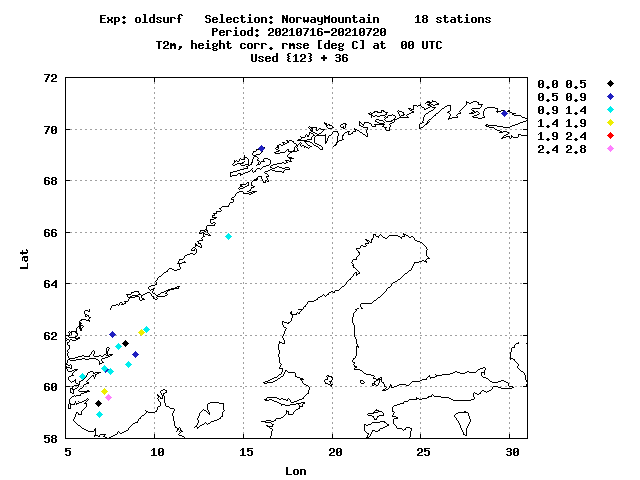 Exp: oldsurf   Selection: NorwayMountain     18 stations
Period: 20210716-20210720
T2m, height corr. rmse [deg C] at  00 UTC
Used {12} + 36
72
70
68
66
64
62
60
58
Lat
5 10 15 20 25 30
Lon
0.0 0.5
0.5 0.9
0.9 1.4
1.4 1.9
1.9 2.4
2.4 2.8